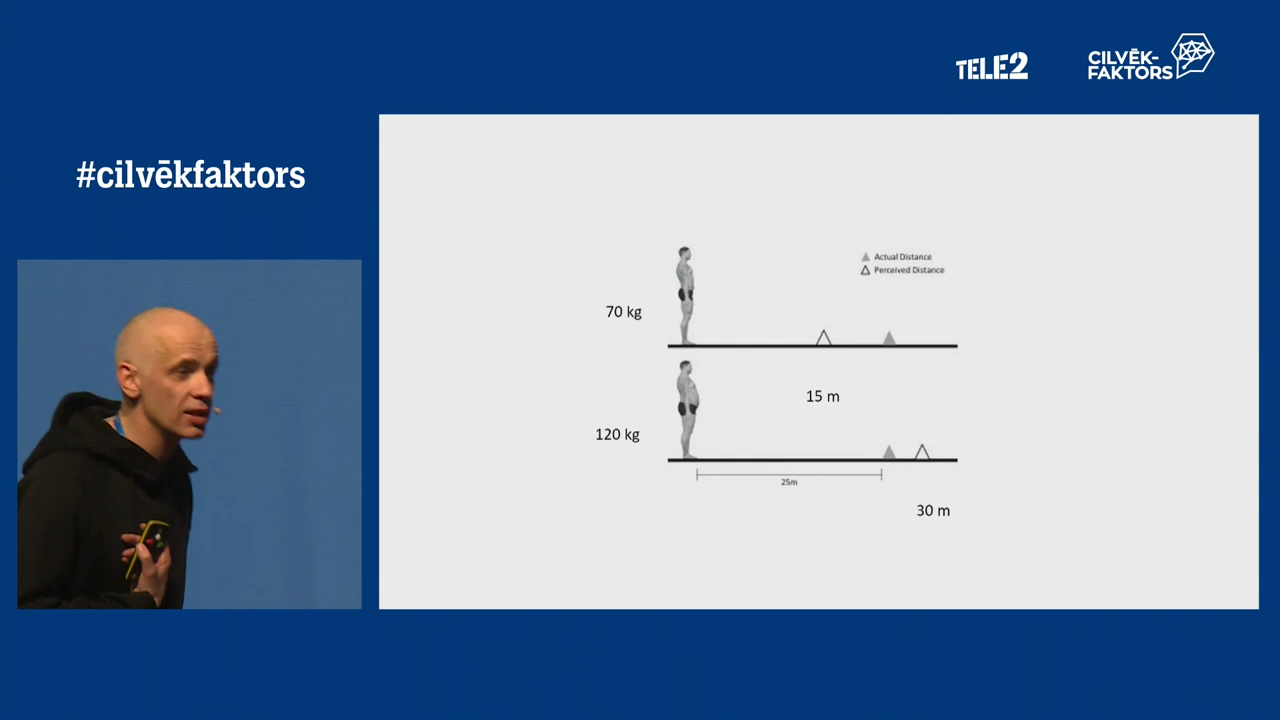 TELE2
CILVĒK-
FAKTORS
#cilvēkfaktors
Actual Distance
Perceived Distance
70 kg
15 m
120 kg
25m
30 m